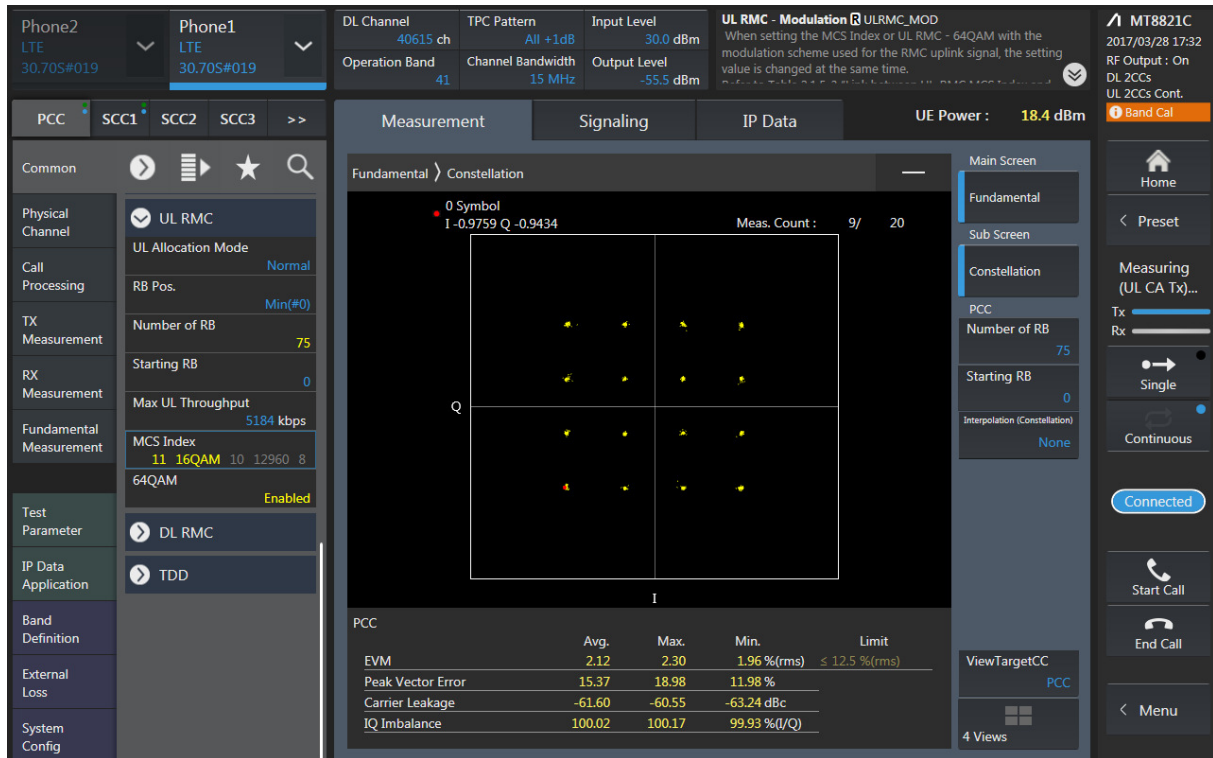 Phone2
LTE
30.70S#019
Phone1
LTE
30.70S#019
DL Channel
40615 ch
TPC Pattern
All +1dB
Input Level
30.0 dBm
Operation Band
41
Channel Bandwidth
15 MHz
Output Level
-55.5 dBm
UL RMC - Modulation R ULRMC_MOD
When setting the MCS Index or UL RMC -
64QAM with the
modulation scheme used for the RMC uplink signal, the setting
value is changed at the same time.
MT8821C
2017/03/28 17:32
RF Output : On
DL 2CCs
UL 2CCs Cont.
Band Cal
PCC SCC1 SCC2 SCC3 >>
Measurement
Signaling
IP Data
UE Power : 18.4 dBm
Common
Physical
Channel
Call
Processing
TX
Measurement
RX
Measurement
Fundamental
Measurement
Test
Parameter
IP Data
Application
Band
Definition
External
Loss
System
Config
UL RMC
UL Allocation Mode
Normal
RB Pos.
Min(#0)
Number of RB
75
Starting RB
0
Max UL Throughput
5184 kbps
MCS Index
11 16QAM 10 12960 8
64QAM
Enabled
DL RMC
TDD
Fundamental 〉 Constellation
0 Symbol
I -0.9759 Q -0.9434
Meas. Count : 9/ 20
Q
I
PCC
Avg. Max. Min. Limit
EVM 2.12 2.30 1.96 %(rms) ≤ 12.5 %(rms)
Peak Vector Error 15.37 18.98 11.98 %
Carrier Leakage -61.60 -60.55 -63.24 dBc
IQ Imbalance 100.02 100.17 99.93 %(I/Q)
Main Screen
Fundamental
Sub Screen
Constellation
PCC
Number of RB
75
Starting RB
0
Interpolation (Constellation)
None
ViewTargetCC
PCC
4 Views
Home
< Preset
Measuring
(UL CA Tx)...
Tx
Rx
Single
Continuous
Connected
Start Call
End Call
< Menu